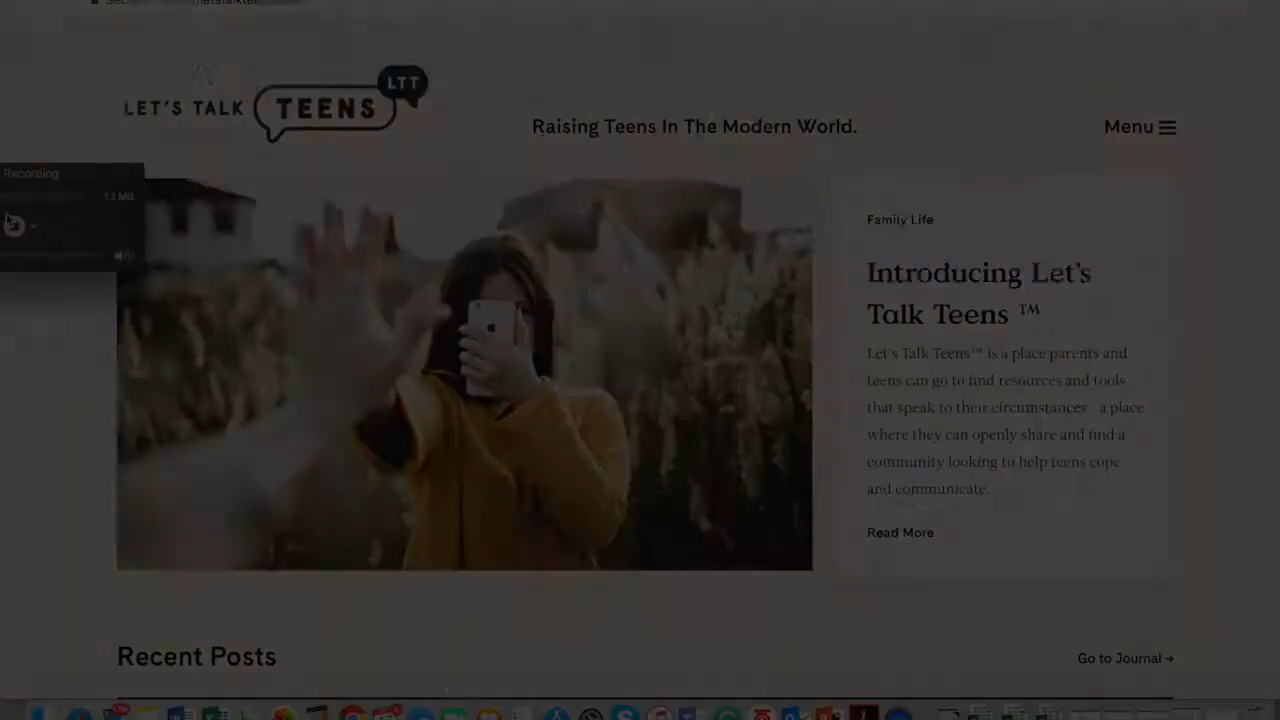 LET'S TALK TEENS LTT
Raising Teens In The Modern World.
Menu
Recording
1.1 MB
Family Life
Introducing Let's
Talk Teens ™
Let's Talk Teens™ is a place parents and
teens can go to find resources and tools
that speak to their circumstances - a place
where they can openly share and find a
community looking to help teens cope
and communicate.
Read More
Recent Posts
Go to Journal →